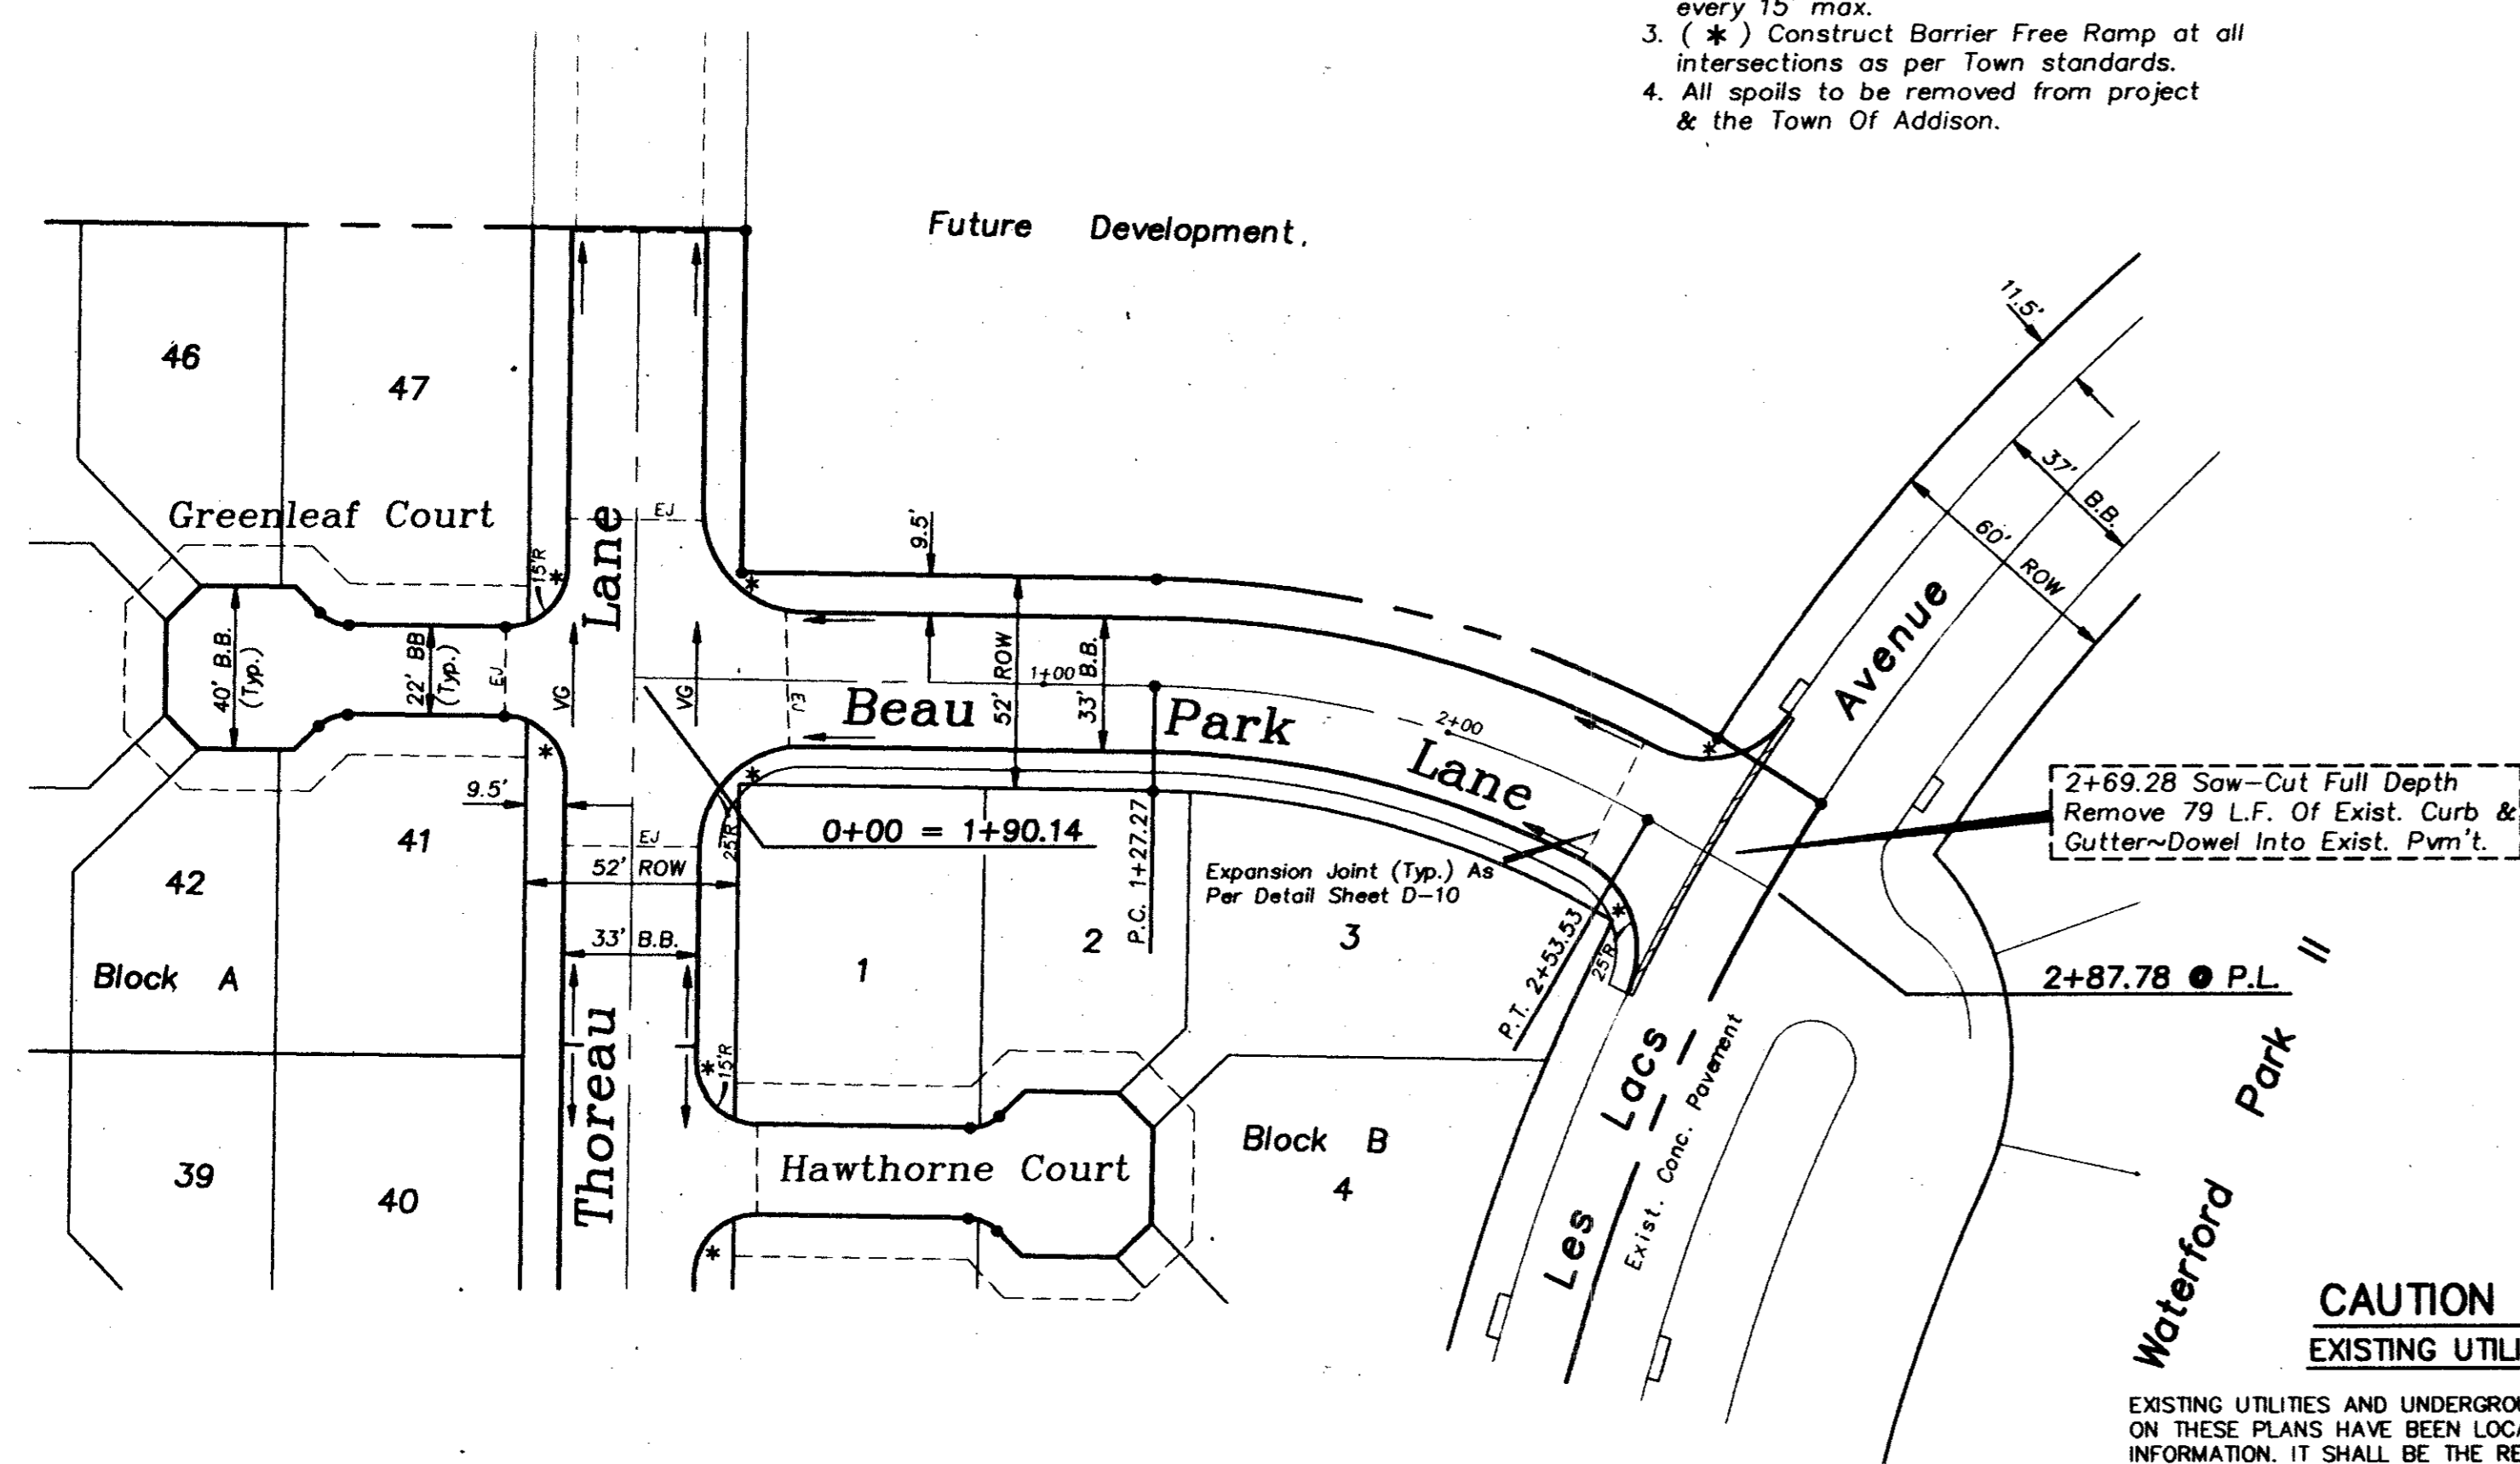 every 15' max.
3. ( * ) Construct Barrier Free Ramp at all
intersections as per Town standards.
4. All spoils to be removed from project
& the Town Of Addison.
Future Development.
11.5'
46
47
37' B.B.
60' ROW
Greenleaf Court
EJ
Lane
15'R
*
*
9.5'
Avenue
40' B.B.
(Typ.)
22' BB
(Typ.)
EJ
VG
VG
EJ
Beau Park Lane
52' ROW
1+00
33' B.B.
2+00
*
*
*
9.5'
41
EJ
25'R
0+00 = 1+90.14
P.C. 1+27.27
2+69.28 Saw-Cut Full Depth
Remove 79 L.F. Of Exist. Curb &
Gutter~Dowel Into Exist. Pvm't.
Expansion Joint (Typ.) As
Per Detail Sheet D-10
52' ROW
42
33' B.B.
1
2
3
P.T. 2+53.53
25'R
*
Block A
2+87.78 @ P.L.
Thoreau
*
15'R
Les Lacs
Exist. Conc. Pavement
Waterford Park II
39
40
Hawthorne Court
Block B
4
*
CAUTION
EXISTING
EXISTING UTILITIES AND
ON THESE PLANS HAVE BEEN
INFORMATION. IT SHALL BE THE